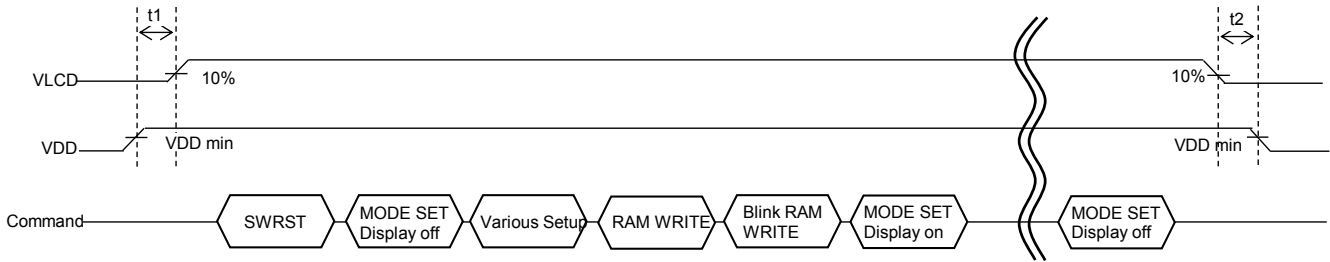 t1
t2
VLCD
10%
10%
VDD
VDD min
VDD min
Command
SWRST
MODE SET
Display off
Various Setup
RAM WRITE
Blink RAM
WRITE
MODE SET
Display on
MODE SET
Display off